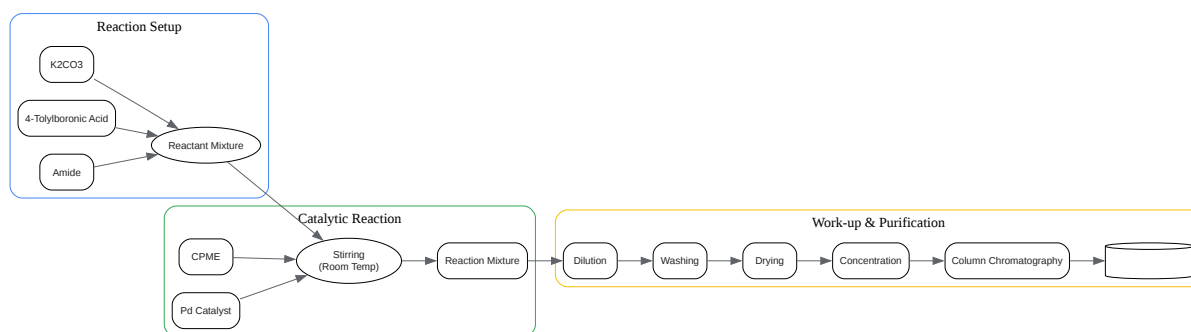 Reaction Setup
K2CO3
4-Tolylboronic Acid
Reactant Mixture
Amide
Catalytic Reaction
CPME
Stirring
(Room Temp)
Reaction Mixture
Pd Catalyst
Work-up & Purification
Dilution
Washing
Drying
Concentration
Column Chromatography